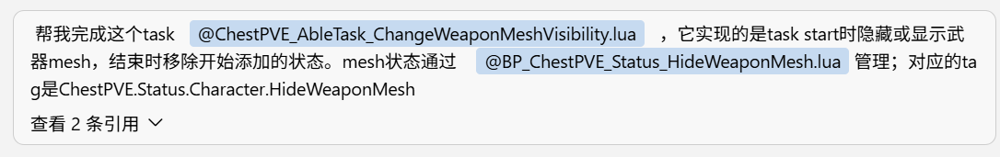 帮我完成这个task @ChestPVE_AbleTask_ChangeWeaponMeshVisibility.lua ，它实现的是task start时隐藏或显示武
器mesh，结束时移除开始添加的状态。mesh状态通过 @BP_ChestPVE_Status_HideWeaponMesh.lua 管理；对应的ta
g是ChestPVE.Status.Character.HideWeaponMesh
查看 2 条引用